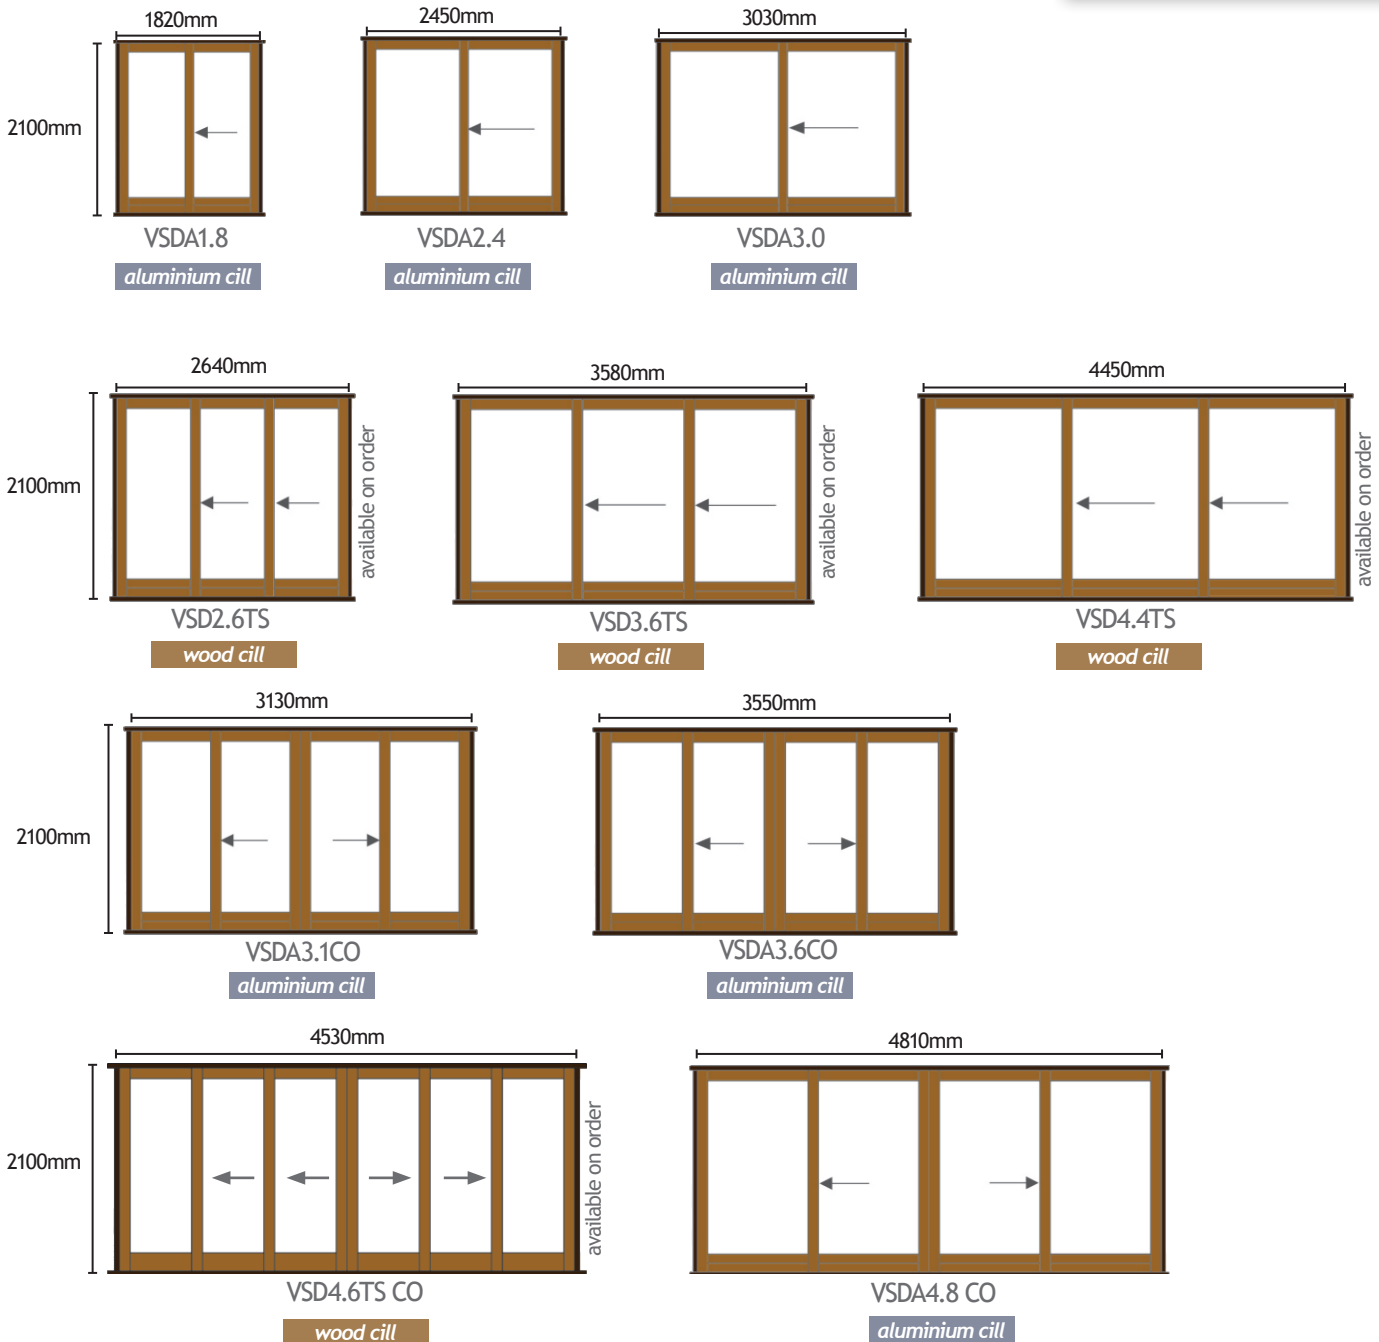 1820mm
2450mm
3030mm
2100mm
VSDA1.8
VSDA2.4
VSDA3.0
aluminium cill
aluminium cill
aluminium cill
2640mm
3580mm
4450mm
2100mm
available on order
available on order
available on order
VSD2.6TS
VSD3.6TS
VSD4.4TS
wood cill
wood cill
wood cill
3130mm
3550mm
2100mm
VSDA3.1CO
VSDA3.6CO
aluminium cill
aluminium cill
4530mm
4810mm
2100mm
available on order
VSD4.6TS CO
VSDA4.8 CO
wood cill
aluminium cill